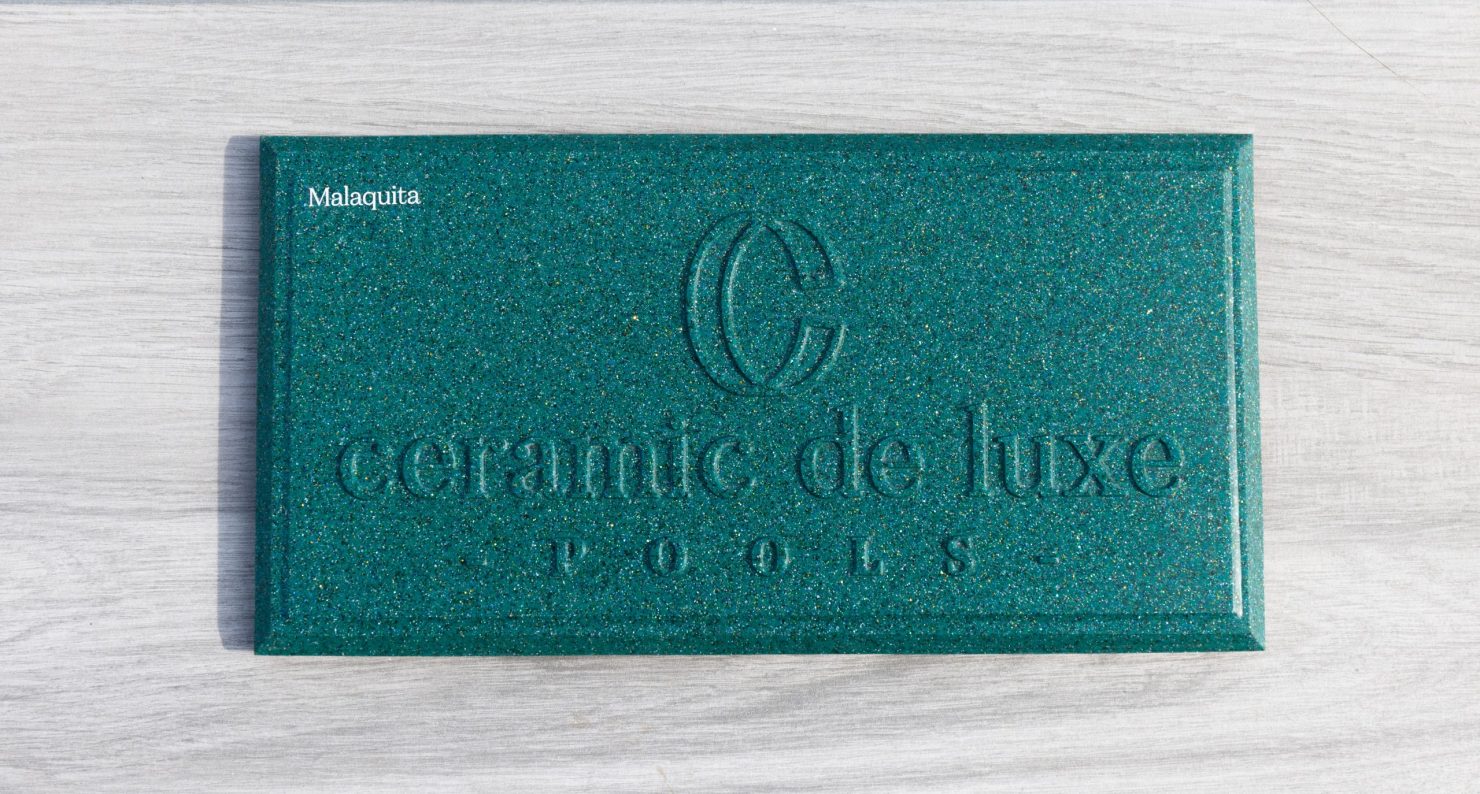 Malaquita
ceramic de luxe
- POOLS -